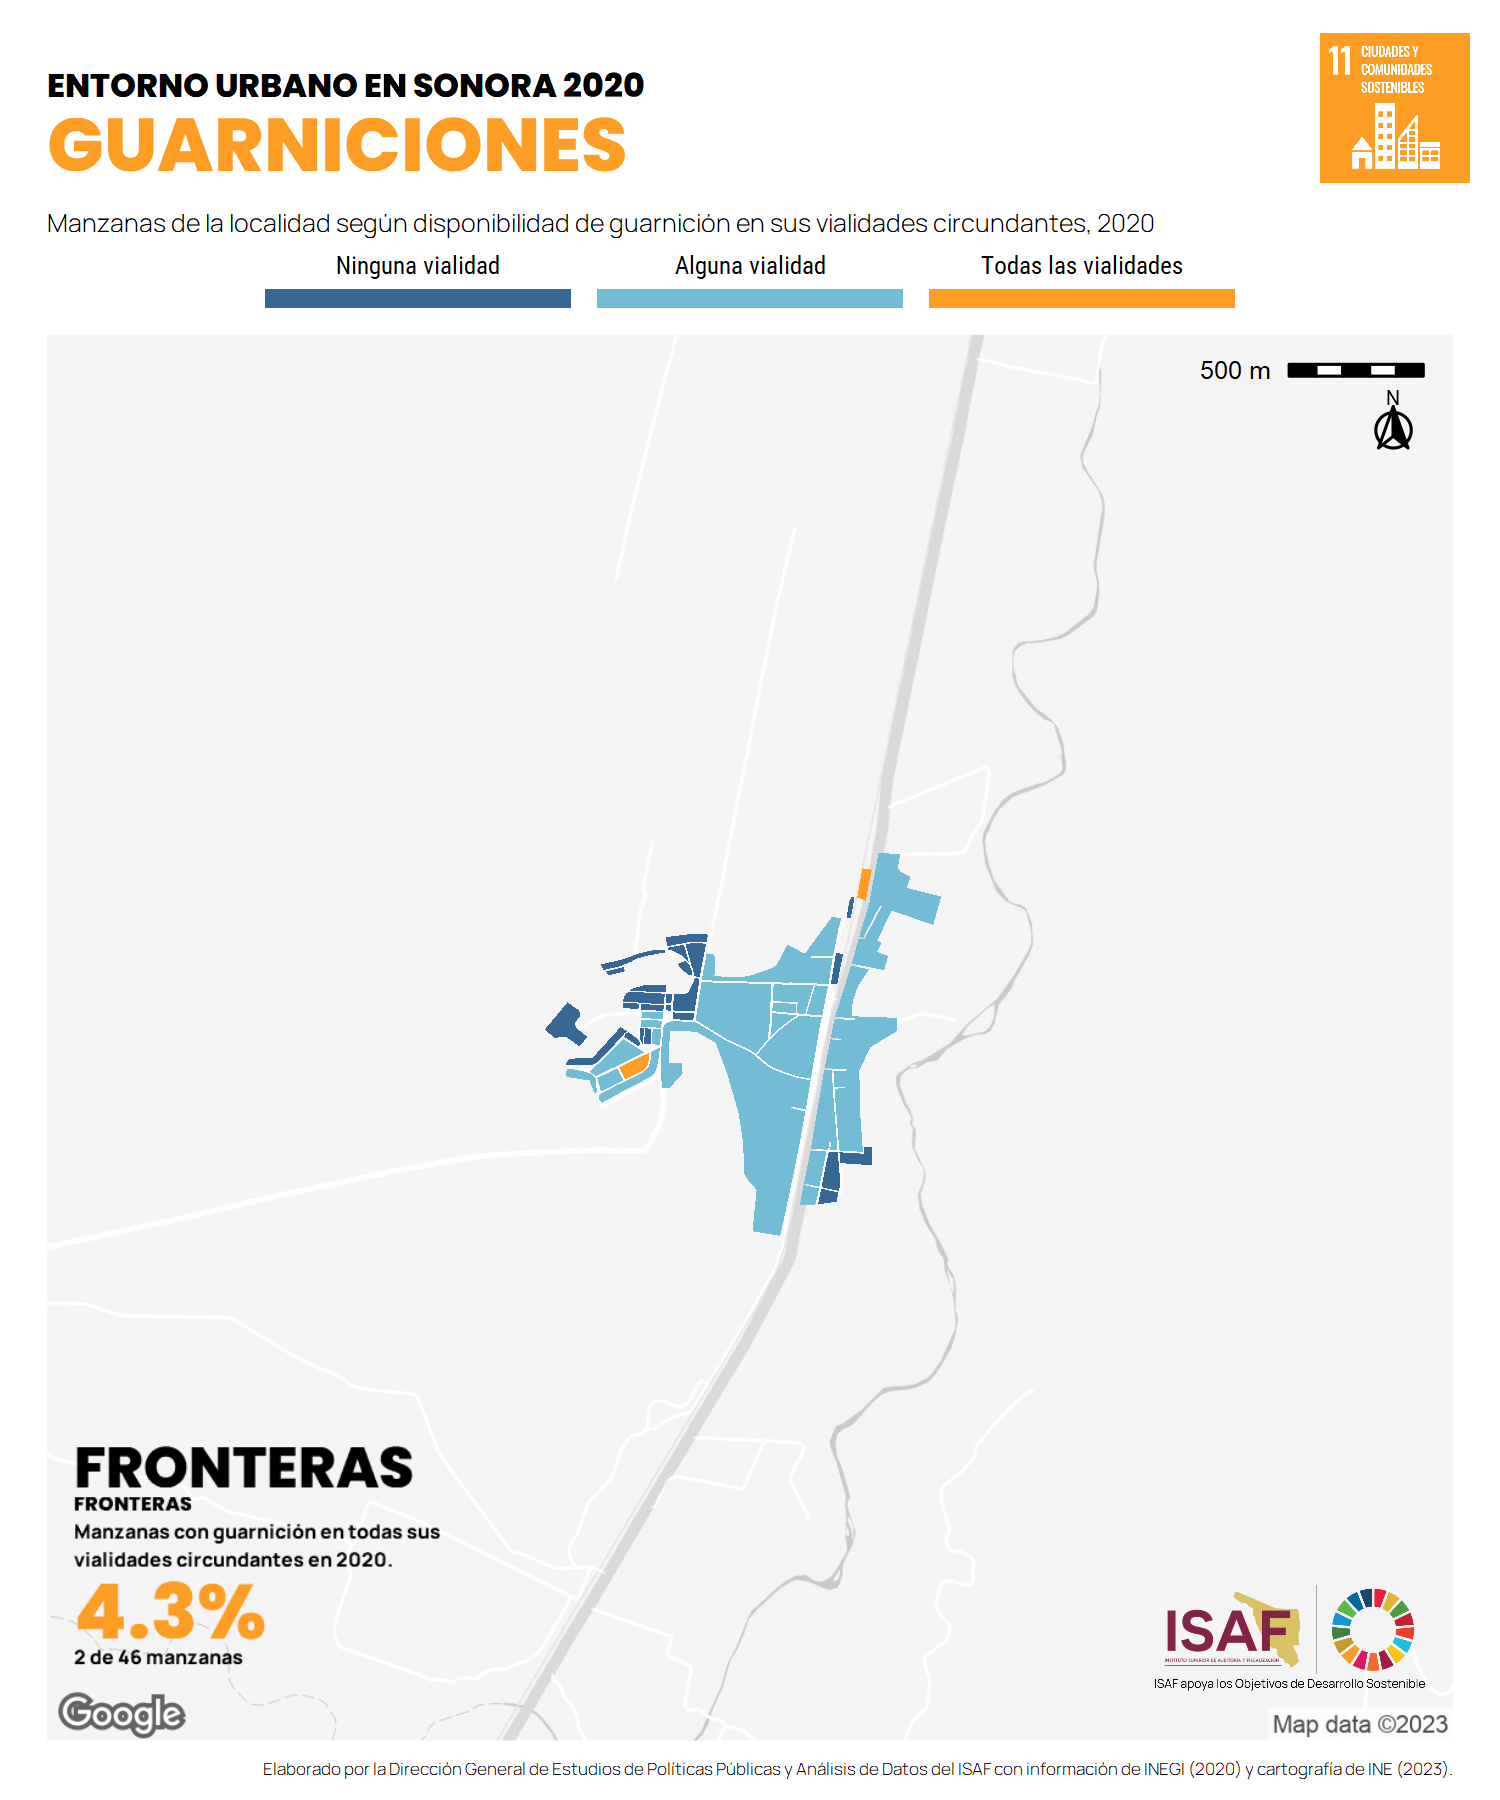 ENTORNO URBANO EN SONORA 2020
GUARNICIONES
11 CIUDADES Y
COMUNIDADES
SOSTENIBLES
Manzanas de la localidad según disponibilidad de guarnición en sus vialidades circundantes, 2020
Ninguna vialidad
Alguna vialidad
Todas las vialidades
500 m
N
FRONTERAS
FRONTERAS
Manzanas con guarnición en todas sus
vialidades circundantes en 2020.
4.3%
2 de 46 manzanas
ISAF
INSTITUTO SUPERIOR DE AUDITORÍA Y FISCALIZACIÓN
ISAF apoya los Objetivos de Desarrollo Sostenible
Google
Map data ©2023
Elaborado por la Dirección General de Estudios de Políticas Públicas y Análisis de Datos del ISAF con información de INEGI (2020) y cartografía de INE (2023).